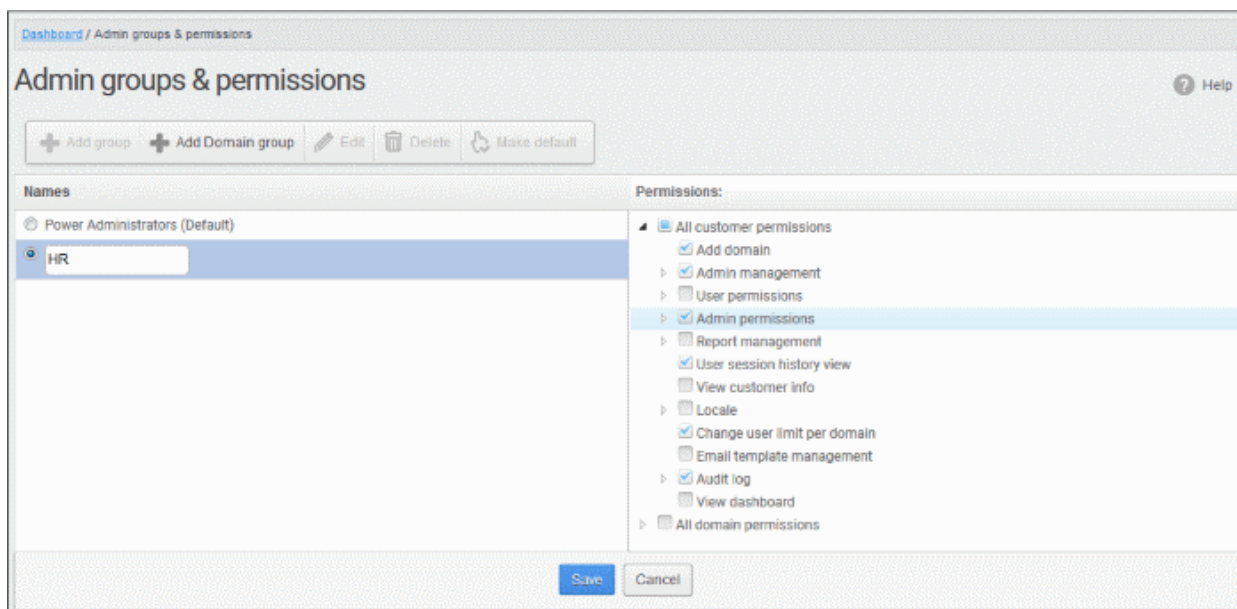 Dashboard / Admin groups & permissions
Admin groups & permissions
Help
Add group Add Domain group Edit Delete Make default
Names Permissions:
Power Administrators (Default)
HR
All customer permissions
Add domain
Admin management
User permissions
Admin permissions
Report management
User session history view
View customer info
Locale
Change user limit per domain
Email template management
Audit log
View dashboard
All domain permissions
Save Cancel